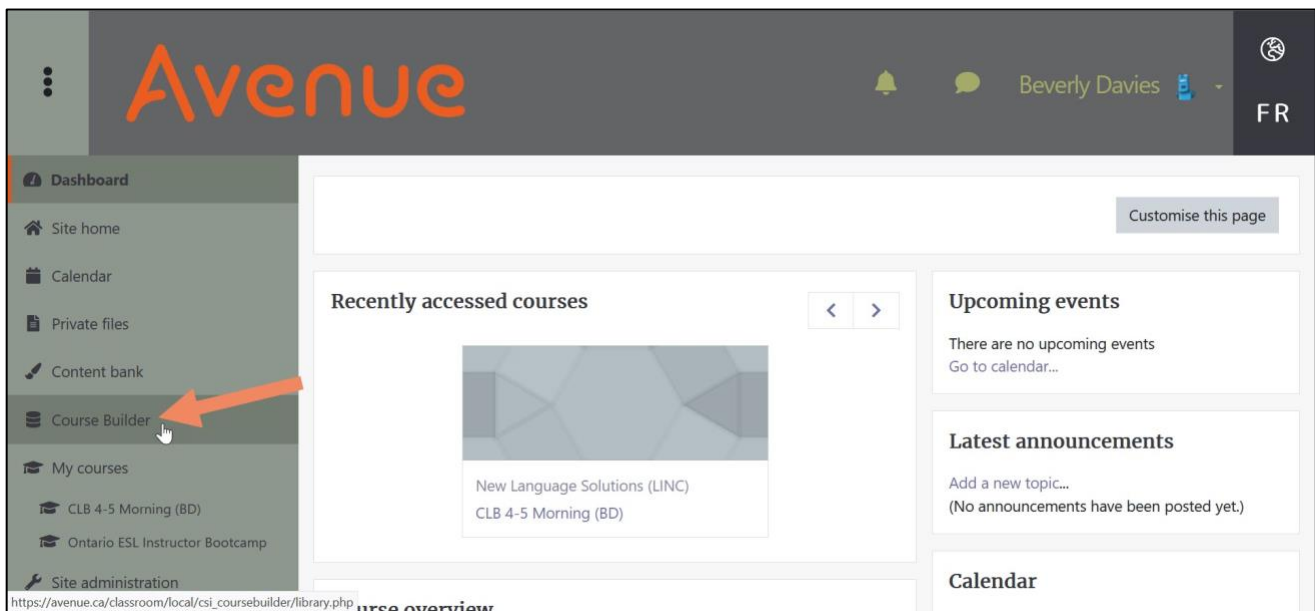 Avenue
Beverly Davies
FR
Dashboard
Site home
Calendar
Private files
Content bank
Course Builder
My courses
CLB 4-5 Morning (BD)
Ontario ESL Instructor Bootcamp
Site administration
https://avenue.ca/classroom/local/csi_coursebuilder/library.php
Customise this page
Recently accessed courses
New Language Solutions (LINC)
CLB 4-5 Morning (BD)
Upcoming events
There are no upcoming events
Go to calendar...
Latest announcements
Add a new topic...
(No announcements have been posted yet.)
Calendar
urse overview